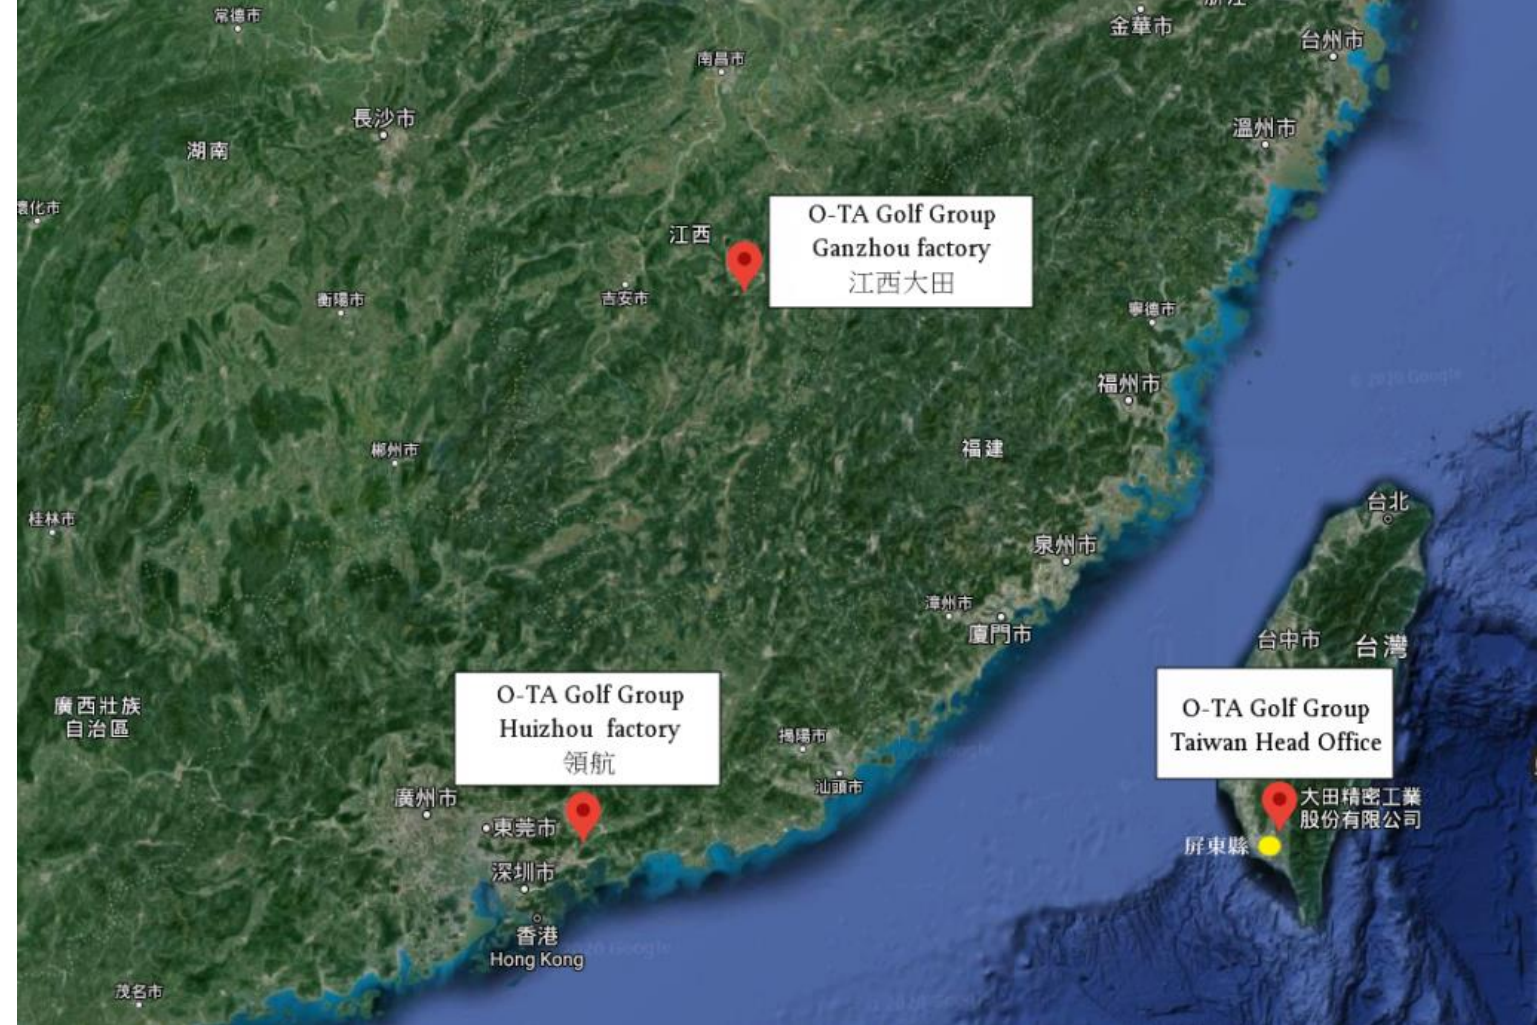 常德市
南昌市
金華市
台州市
長沙市
溫州市
湖南
O-TA Golf Group
Ganzhou factory
江西大田
江西
吉安市
衡陽市
寧德市
福州市
© 2020 Google
郴州市
福建
台北
桂林市
泉州市
漳州市
廈門市
台中市
台灣
O-TA Golf Group
Huizhou factory
領航
O-TA Golf Group
Taiwan Head Office
廣西壯族
自治區
揭陽市
汕頭市
廣州市
東莞市
大田精密工業
股份有限公司
屏東縣
深圳市
香港
Hong Kong
茂名市